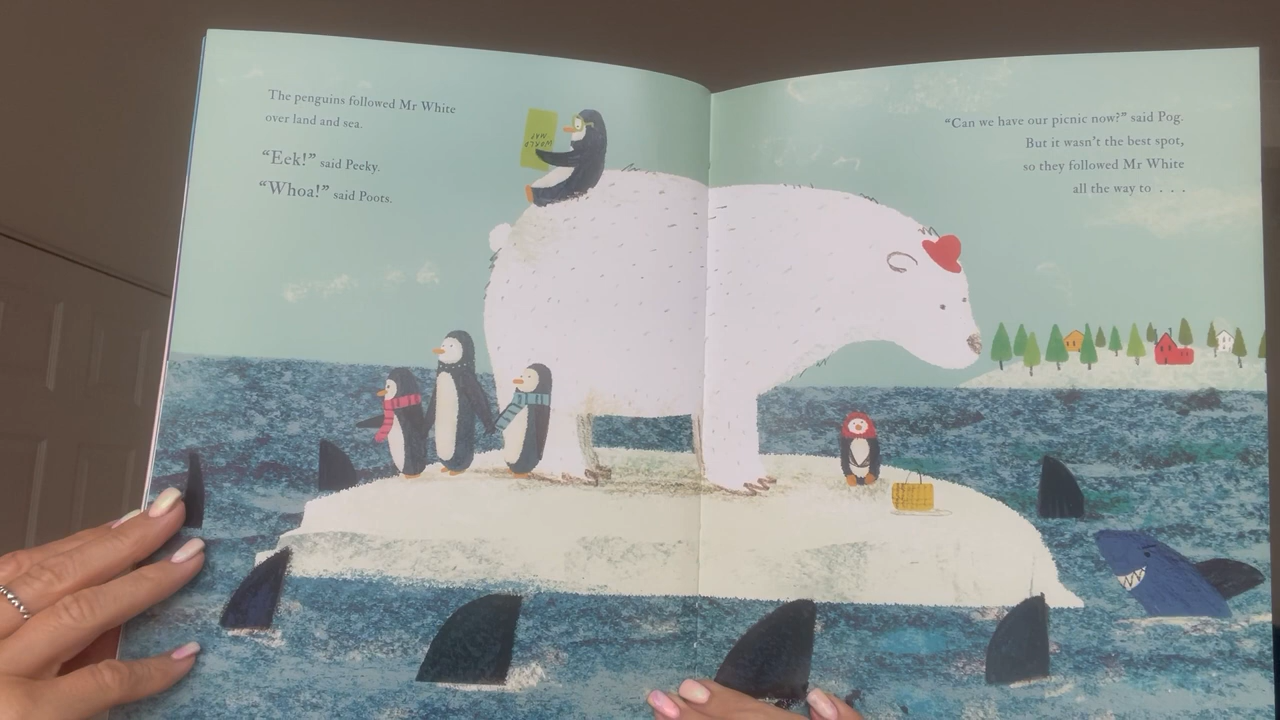 The penguins followed Mr White
over land and sea.
“Eek!” said Peeky.
“Whoa!” said Poots.
WORLD
MAP
“Can we have our picnic now?” said Pog.
But it wasn’t the best spot,
so they followed Mr White
all the way to . . .